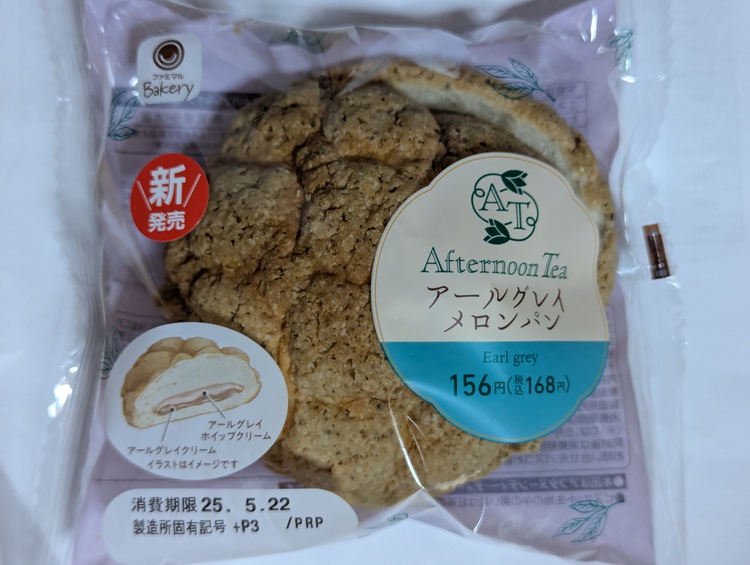 ファミマル
Bakery
新
発売
AT
Afternoon Tea
アールグレイ
メロンパン
Earl grey
156円(税込168円)
アールグレイ
ホイップクリーム
アールグレイクリーム
イラストはイメージです
消費期限 25. 5.22
製造所固有記号 +P3 /PRP